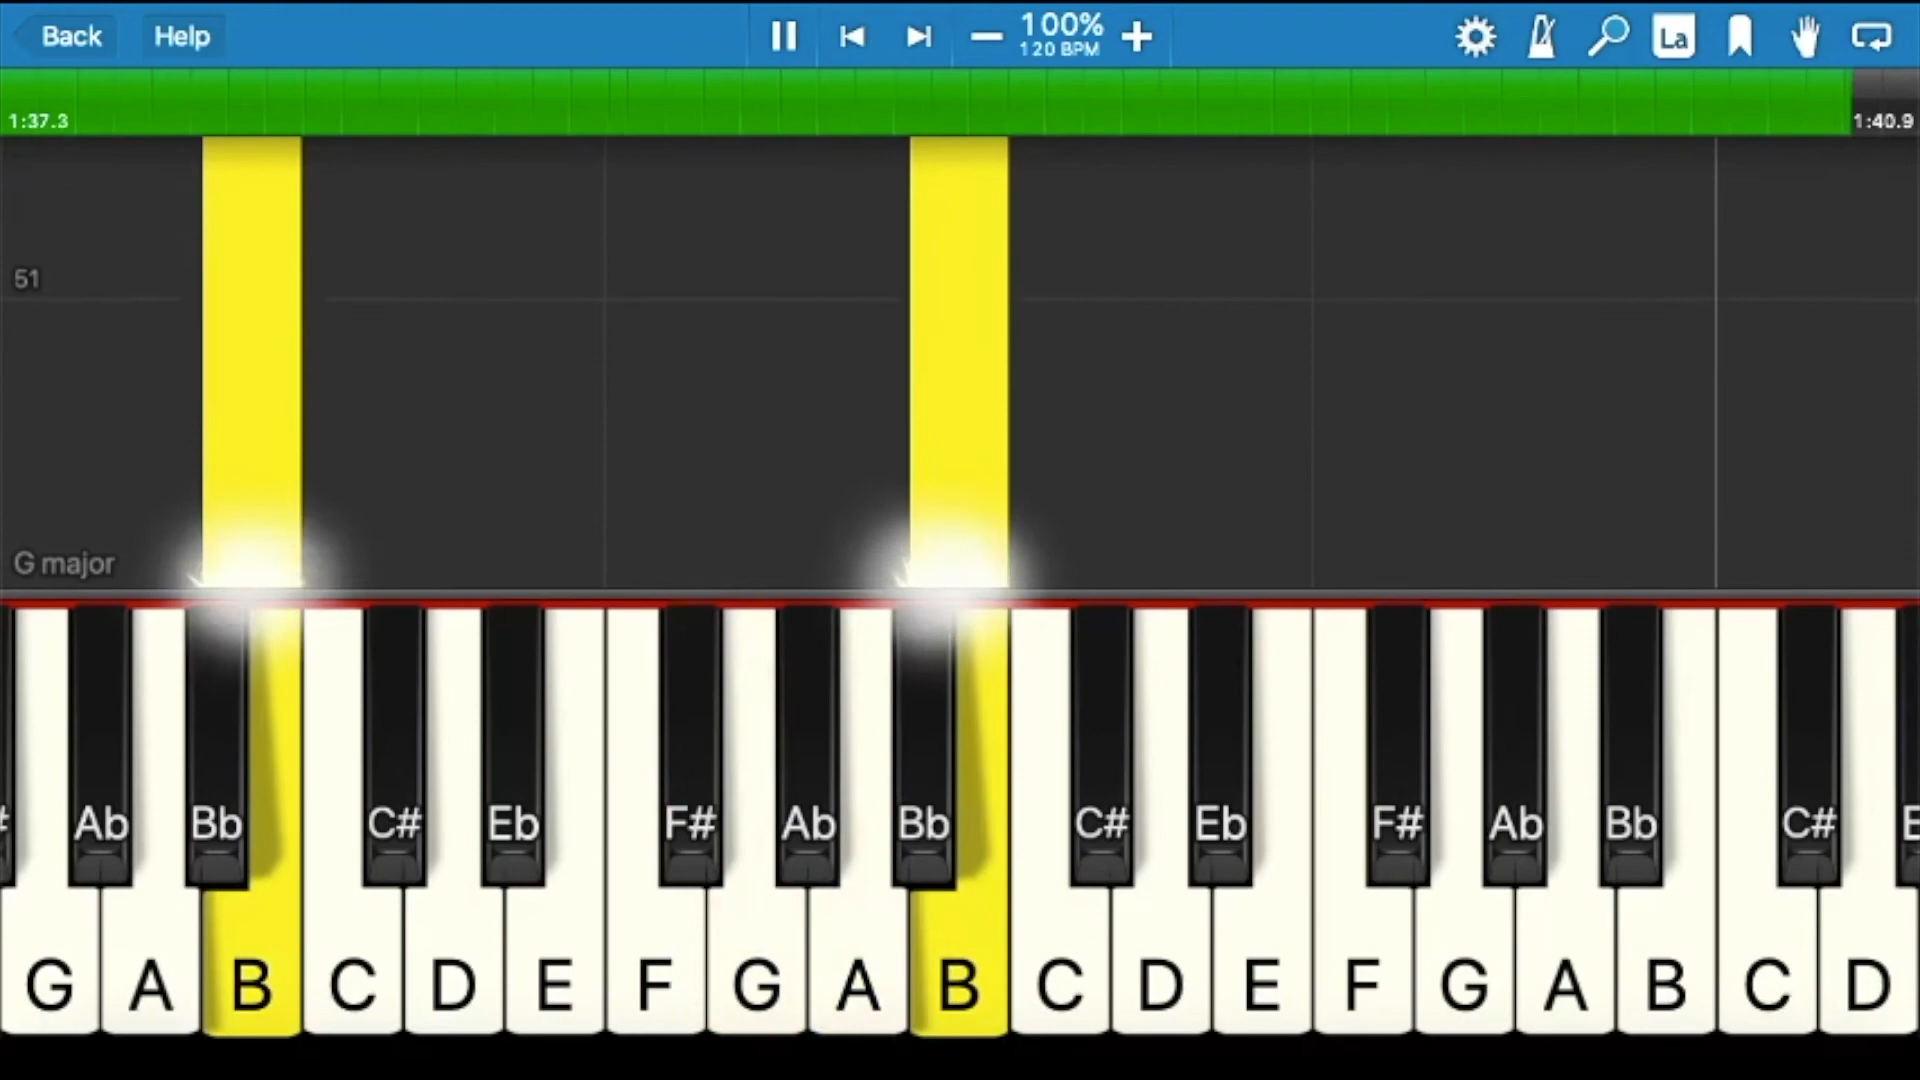 Back Help 100%
120 BPM La
1:37.3 1:40.9
51
G major
# Ab Bb C# Eb F# Ab Bb C# Eb F# Ab Bb C# E
G A B C D E F G A B C D E F G A B C D